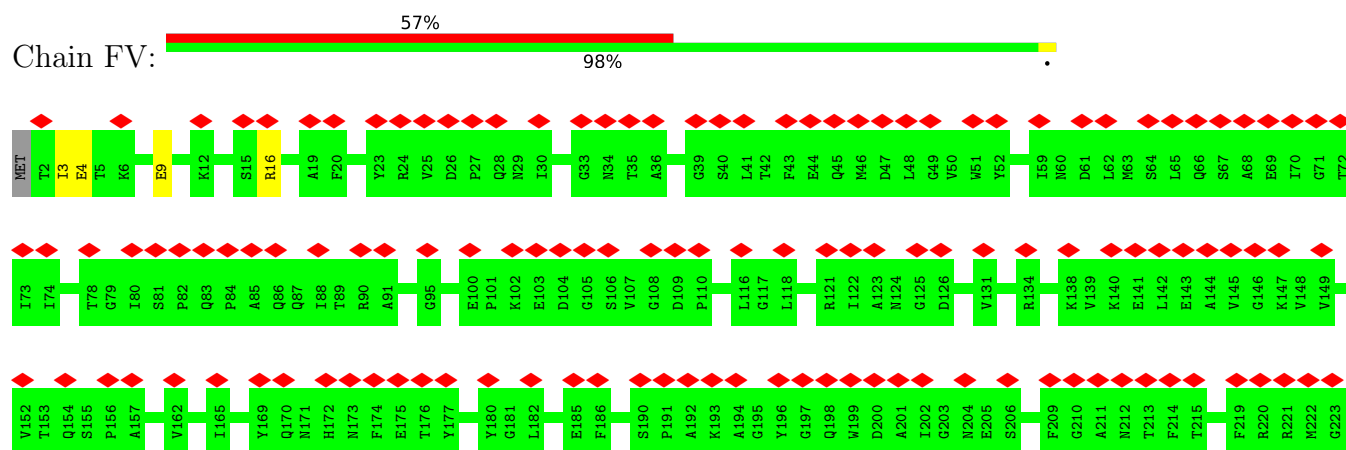 57%
Chain FV:
98%
•
MET T2 I3 E4 T5 K6 E9 K12 S15 R16 A19 F20 Y23 R24 V25 D26 P27 Q28 N29 I30 G33 N34 T35 A36 G39 S40 L41 T42 F43 E44 Q45 M46 D47 L48 G49 V50 W51 Y52 I59 N60 D61 L62 M63 S64 L65 Q66 S67 A68 E69 I70 G71 T72
I73 I74 T78 G79 I80 S81 P82 Q83 P84 A85 Q86 Q87 I88 T89 R90 A91 G95 E100 P101 K102 E103 D104 G105 S106 V107 G108 D109 P110 L116 G117 L118 R121 I122 A123 N124 G125 D126 V131 R134 K138 V139 K140 E141 L142 E143 A144 V145 G146 K147 V148 V149
V152 T153 Q154 S155 P156 A157 V162 I165 Y169 Q170 N171 H172 N173 F174 E175 T176 Y177 Y180 G181 L182 E185 F186 S190 P191 A192 K193 A194 G195 Y196 G197 Q198 W199 D200 A201 I202 G203 N204 E205 S206 F209 G210 A211 N212 T213 F214 T215 F219 R220 R221 M222 G223